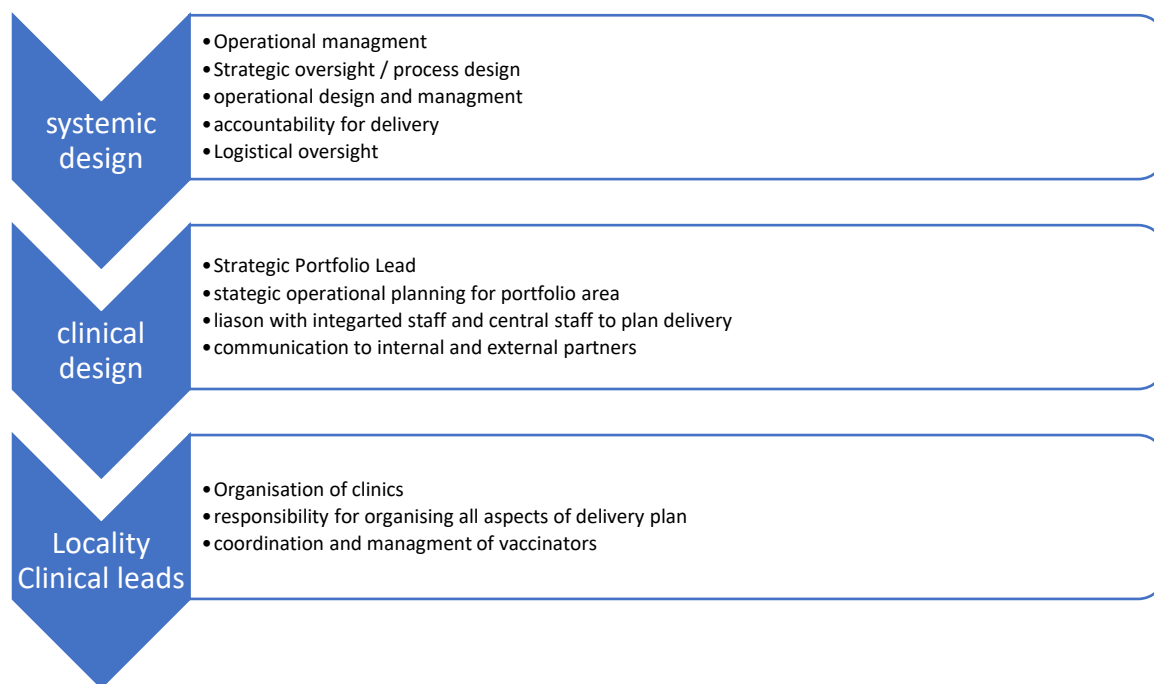 systemic
design
•Operational managment
•Strategic oversight / process design
•operational design and managment
•accountability for delivery
•Logistical oversight
clinical
design
•Strategic Portfolio Lead
•stategic operational planning for portfolio area
•liason with integarted staff and central staff to plan delivery
•communication to internal and external partners
Locality
Clinical leads
•Organisation of clinics
•responsibility for organising all aspects of delivery plan
•coordination and managment of vaccinators